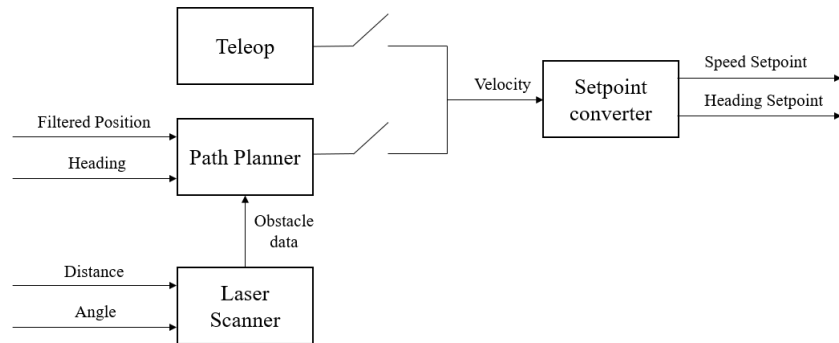 Teleop
Speed Setpoint
Velocity
Setpoint
converter
Heading Setpoint
Filtered Position
Path Planner
Heading
Obstacle
data
Distance
Laser
Scanner
Angle